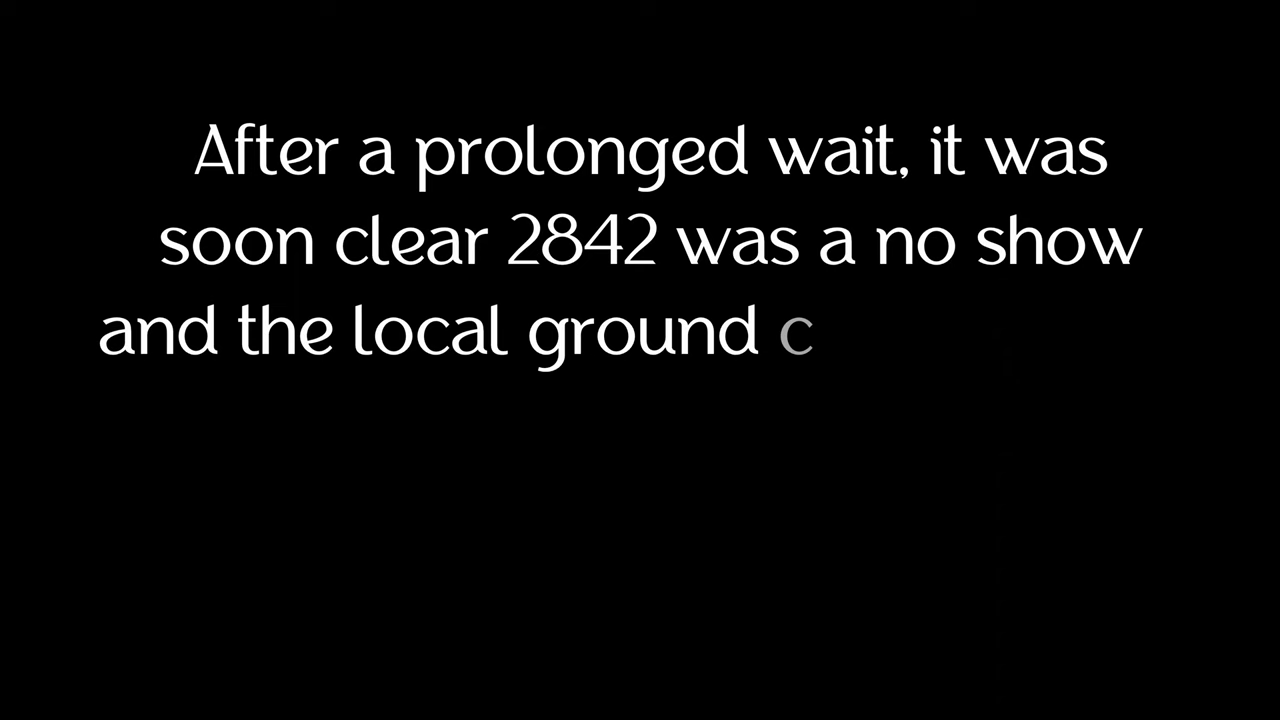 After a prolonged wait, it was
soon clear 2842 was a no show
and the local ground c